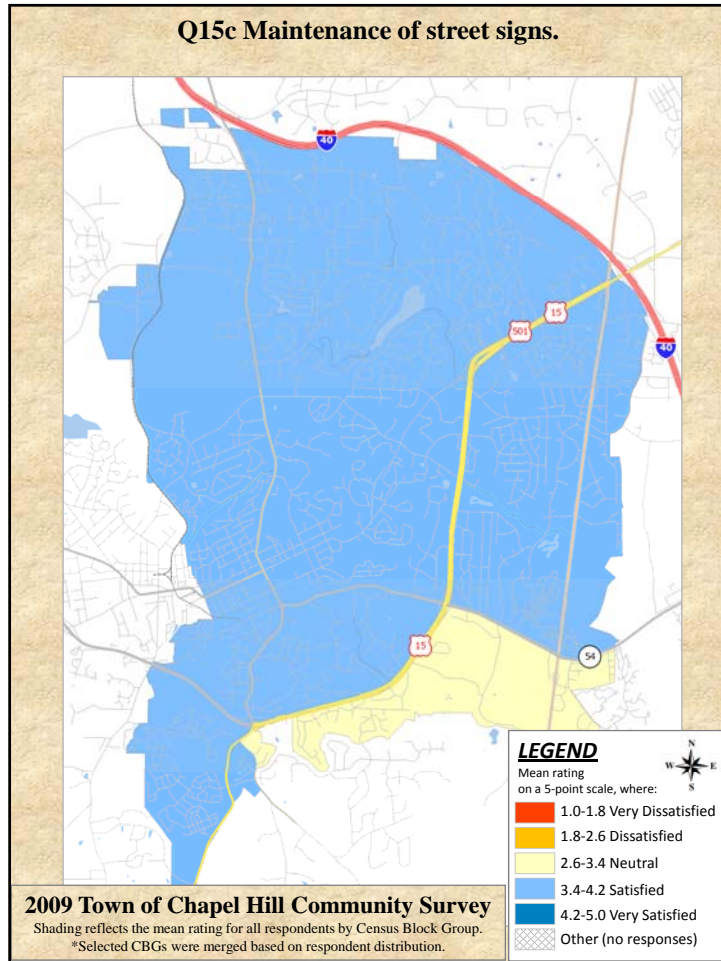 Q15c Maintenance of street signs.
40
15
501
40
15
54
LEGEND
Mean rating
on a 5-point scale, where:
N
W E
S
1.0-1.8 Very Dissatisfied
1.8-2.6 Dissatisfied
2.6-3.4 Neutral
3.4-4.2 Satisfied
4.2-5.0 Very Satisfied
Other (no responses)
2009 Town of Chapel Hill Community Survey
Shading reflects the mean rating for all respondents by Census Block Group.
*Selected CBGs were merged based on respondent distribution.